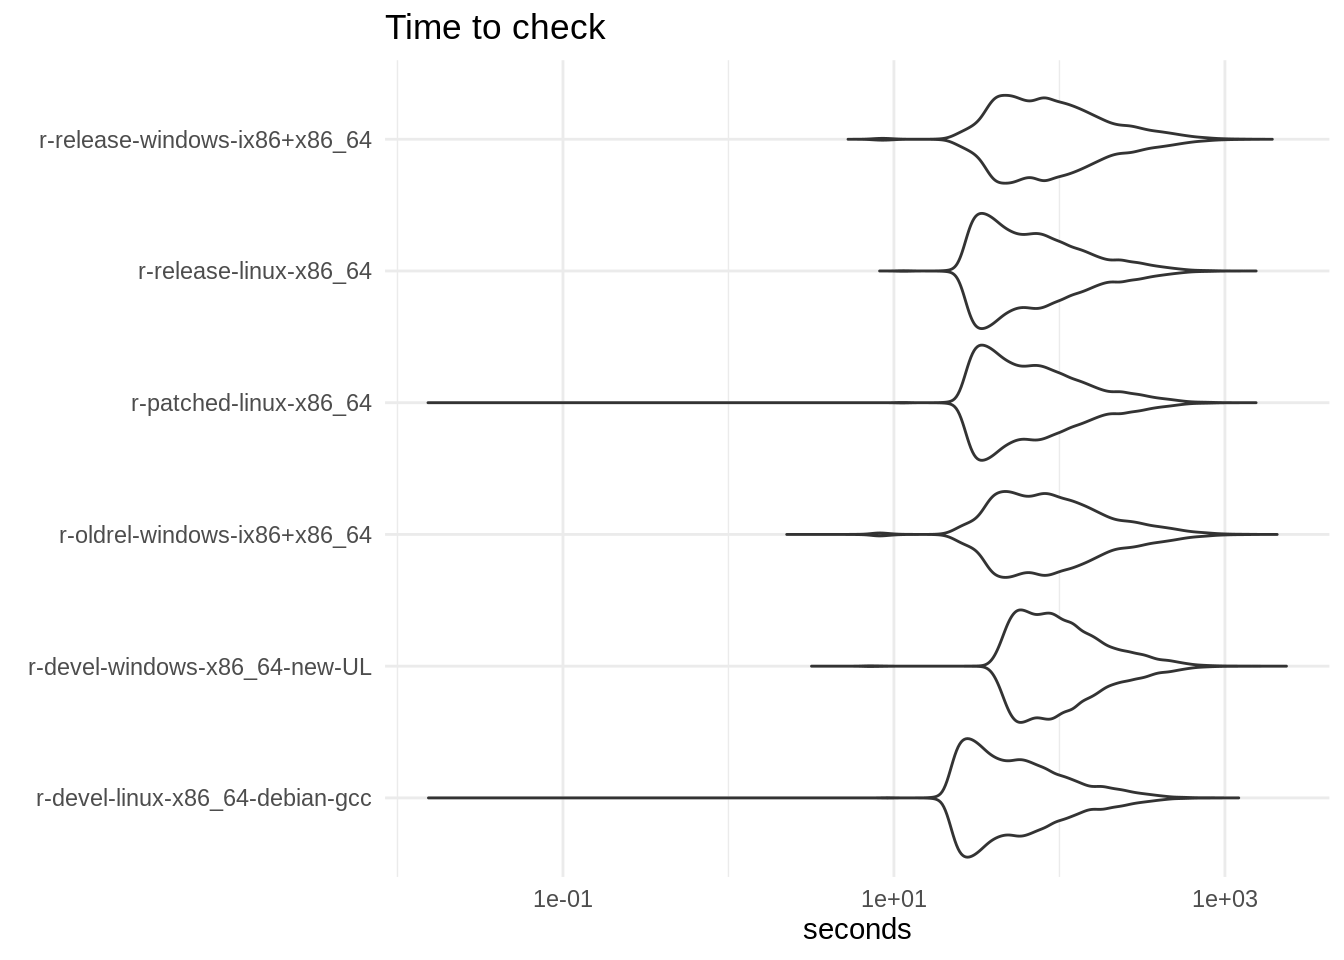 Time to check
r-release-windows-ix86+x86_64
r-release-linux-x86_64
r-patched-linux-x86_64
r-oldrel-windows-ix86+x86_64
r-devel-windows-x86_64-new-UL
r-devel-linux-x86_64-debian-gcc
1e-01 1e+01 1e+03
seconds